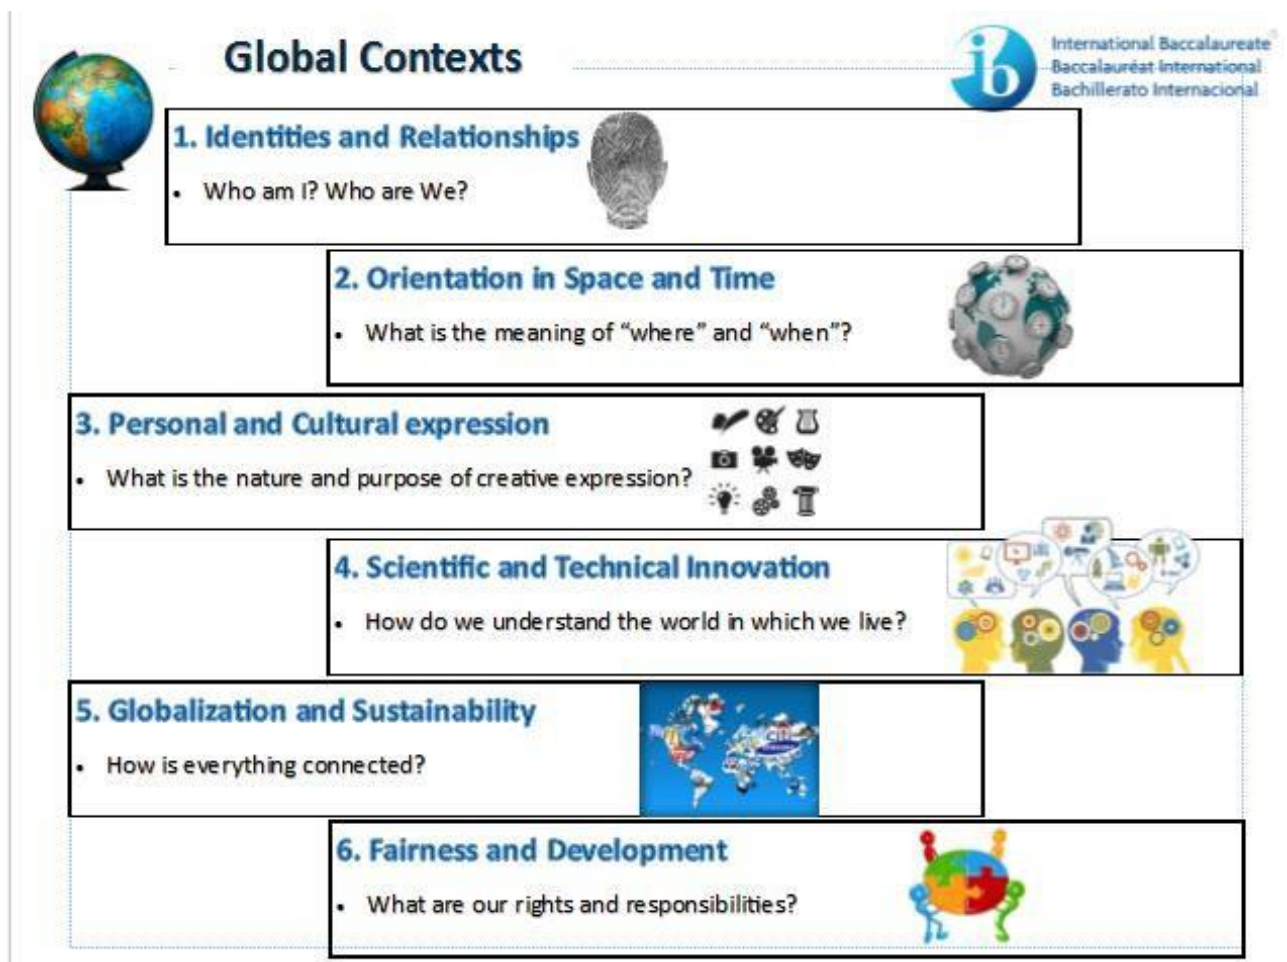 Global Contexts
International Baccalaureate
Baccalauréat International
Bachillerato Internacional
ib
1. Identities and Relationships
• Who am I? Who are We?
2. Orientation in Space and Time
• What is the meaning of “where” and “when”?
3. Personal and Cultural expression
• What is the nature and purpose of creative expression?
4. Scientific and Technical Innovation
• How do we understand the world in which we live?
5. Globalization and Sustainability
• How is everything connected?
6. Fairness and Development
• What are our rights and responsibilities?